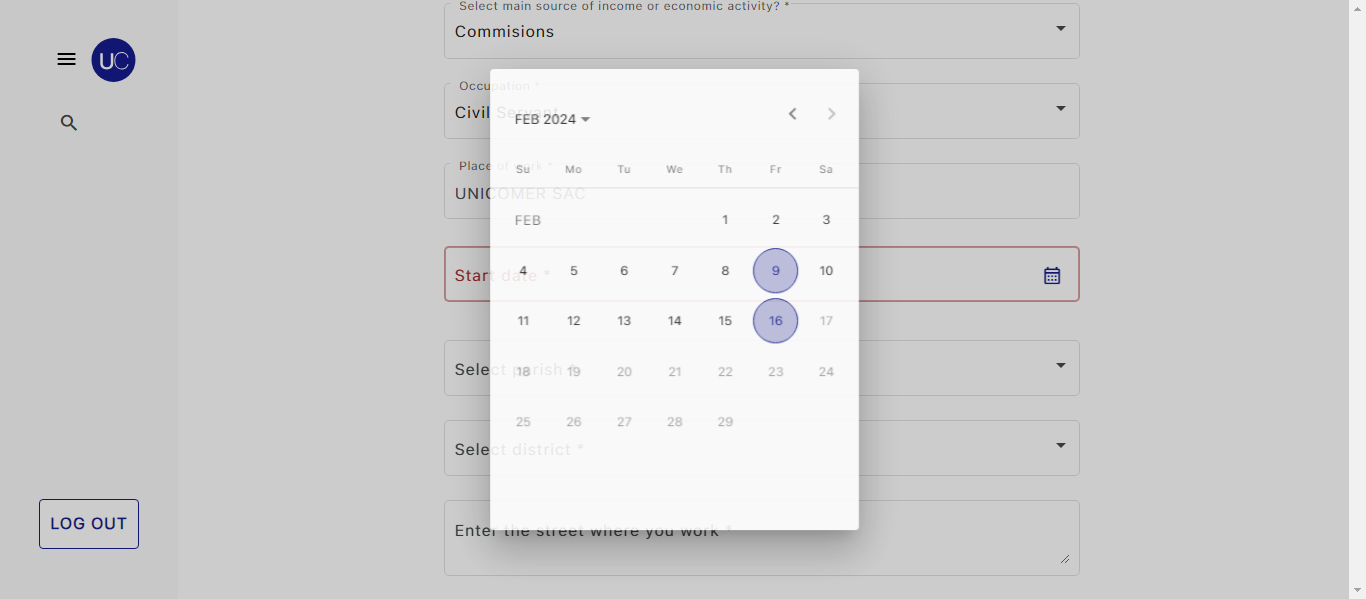 Select main source of income or economic activity? *
Commisions
UC
Occupation *
Civil Servant
FEB 2024
Place of work *
Su Mo Tu We Th Fr Sa
UNICOMER SAC
FEB 1 2 3
Start date *
4 5 6 7 8 9 10
11 12 13 14 15 16 17
Select parish *
18 19 20 21 22 23 24
25 26 27 28 29
Select district *
LOG OUT
Enter the street where you work *